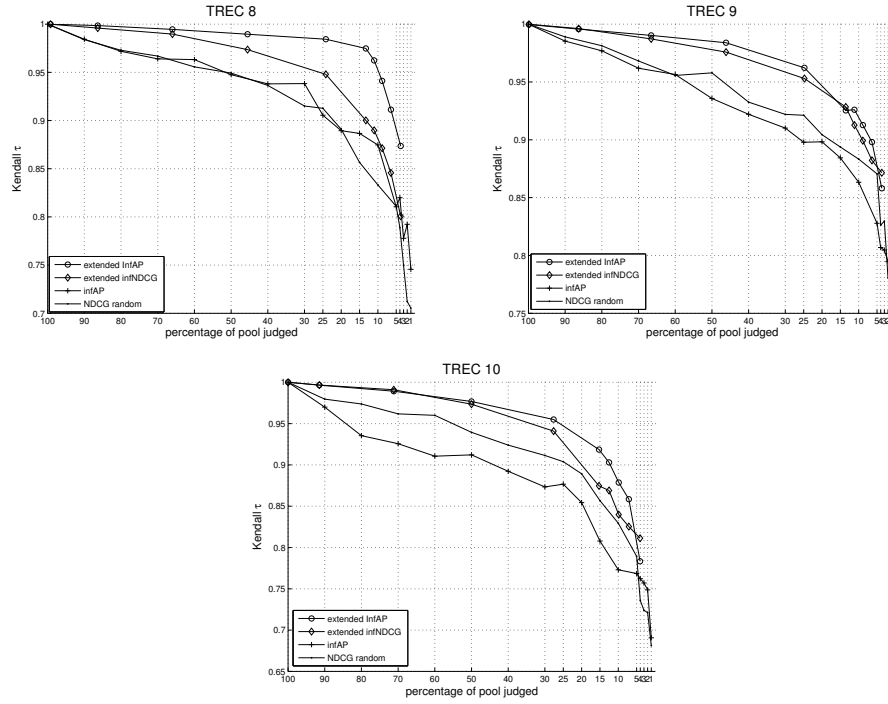 TREC 8
1
0.95
0.9
0.85
0.8
0.75
0.7
Kendall τ
extended InfAP
extended infNDCG
infAP
NDCG random
100 90 80 70 60 50 40 30 25 20 15 10 5 4 3 2 1
percentage of pool judged
TREC 9
1
0.95
0.9
0.85
0.8
0.75
Kendall τ
extended InfAP
extended infNDCG
infAP
NDCG random
100 90 80 70 60 50 40 30 25 20 15 10 5 4 3 2 1
percentage of pool judged
TREC 10
1
0.95
0.9
0.85
0.8
0.75
0.7
0.65
Kendall τ
extended InfAP
extended infNDCG
infAP
NDCG random
100 90 80 70 60 50 40 30 25 20 15 10 5 4 3 2 1
percentage of pool judged